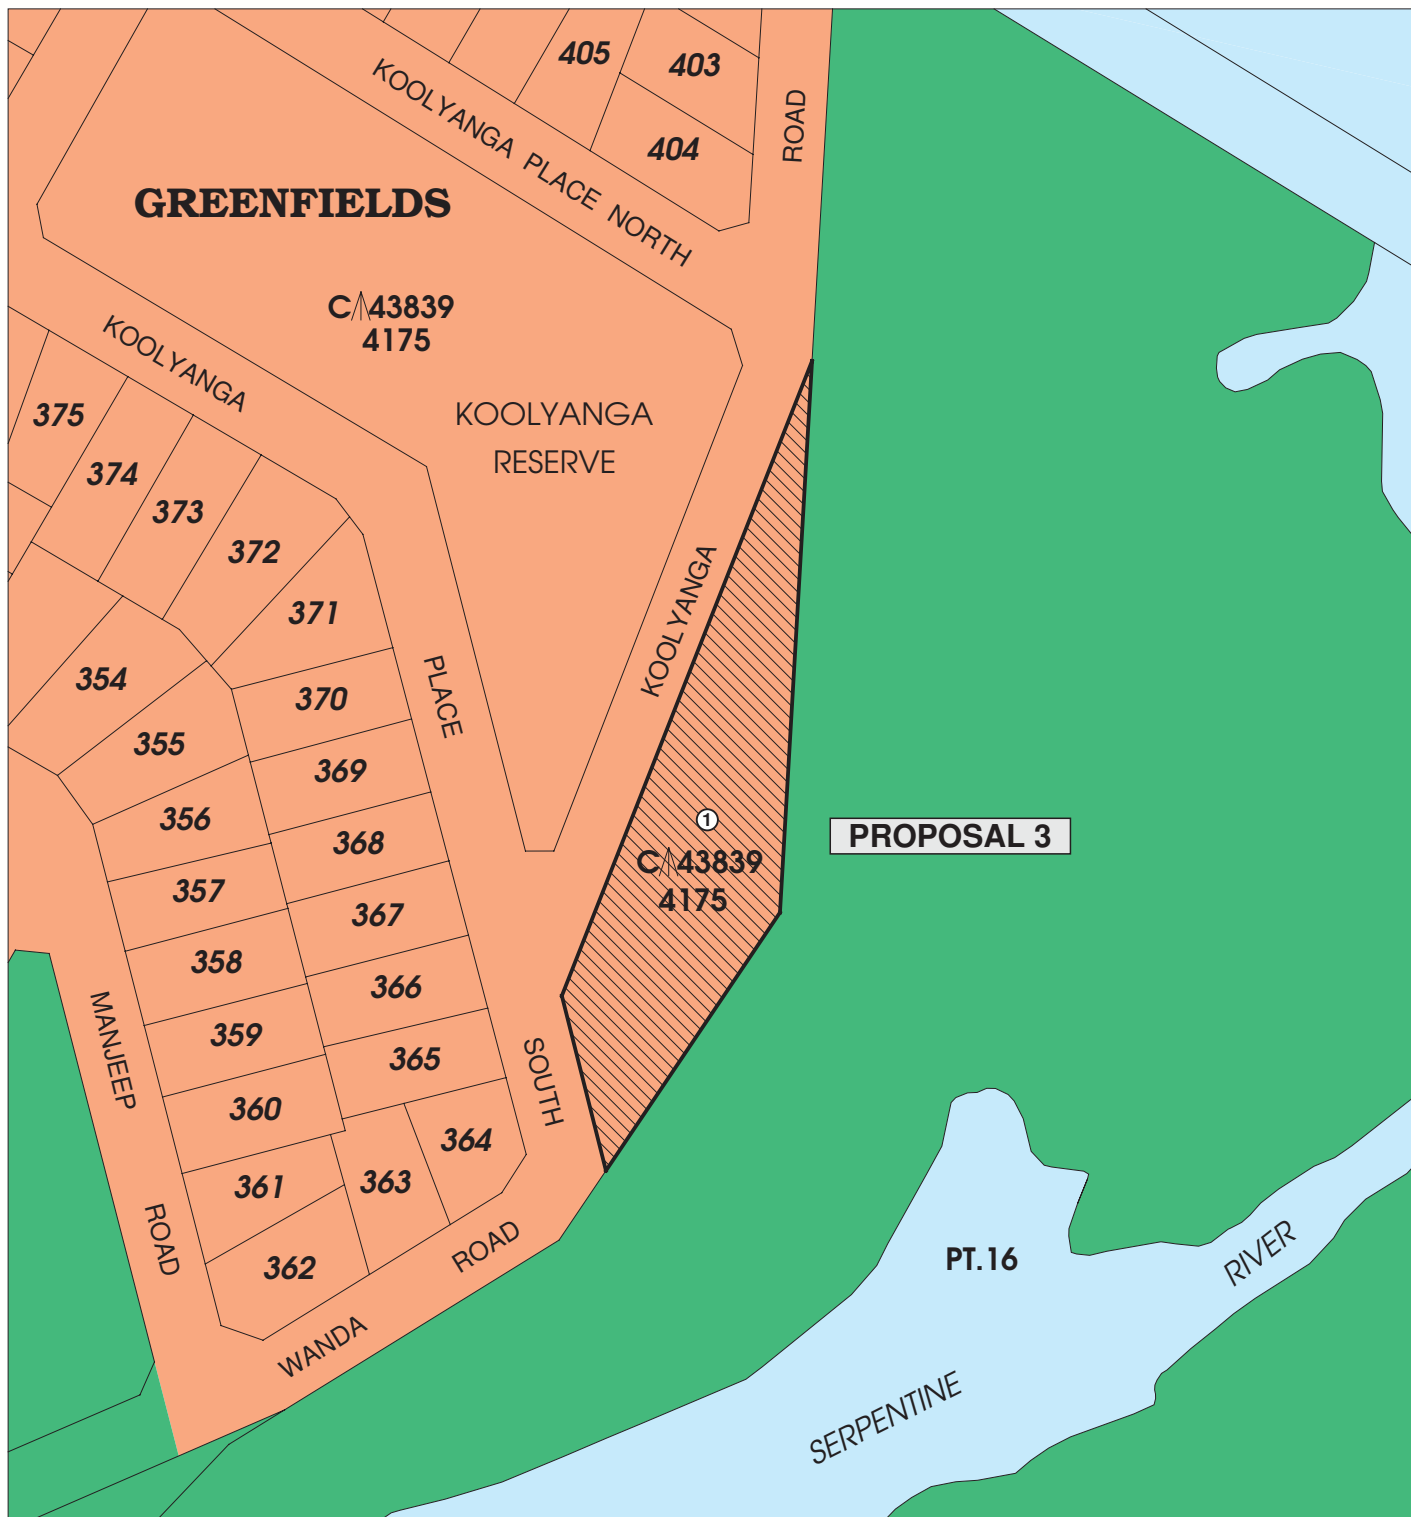 405
403
404
KOOLYANGA PLACE NORTH
ROAD
GREENFIELDS
C 43839
4175
KOOLYANGA
KOOLYANGA
RESERVE
375
374
373
372
371
354
355
370
PLACE
KOOLYANGA
369
356
368
357
367
358
366
359
365
360
364
361
363
362
MANJEEP
ROAD
SOUTH
WANDA
ROAD
1
C 43839
4175
PROPOSAL 3
PT.16
SERPENTINE
RIVER